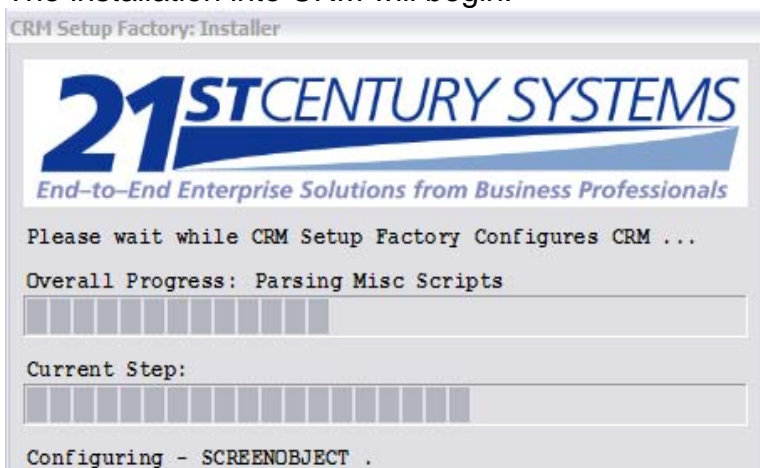 The installation into CRM will begin.
CRM Setup Factory: Installer
21STCENTURY SYSTEMS
End-to-End Enterprise Solutions from Business Professionals
Please wait while CRM Setup Factory Configures CRM ...
Overall Progress: Parsing Misc Scripts
Current Step:
Configuring - SCREENOBJECT .